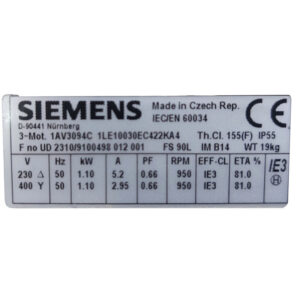 SIEMENS
Made in Czech Rep.
IEC/EN 60034
CE
D-90441 Nürnberg
3~Mot. 1AV3094C 1LE10030EC422KA4 Th.Cl. 155(F) IP55
F no UD 2310/9100498 012 001 FS 90L IM B14 WT 19kg
V Hz kW A PF RPM EFF-CL ETA %
230 Δ 50 1.10 5.2 0.66 950 IE3 81.0
400 Y 50 1.10 2.95 0.66 950 IE3 81.0
IE3